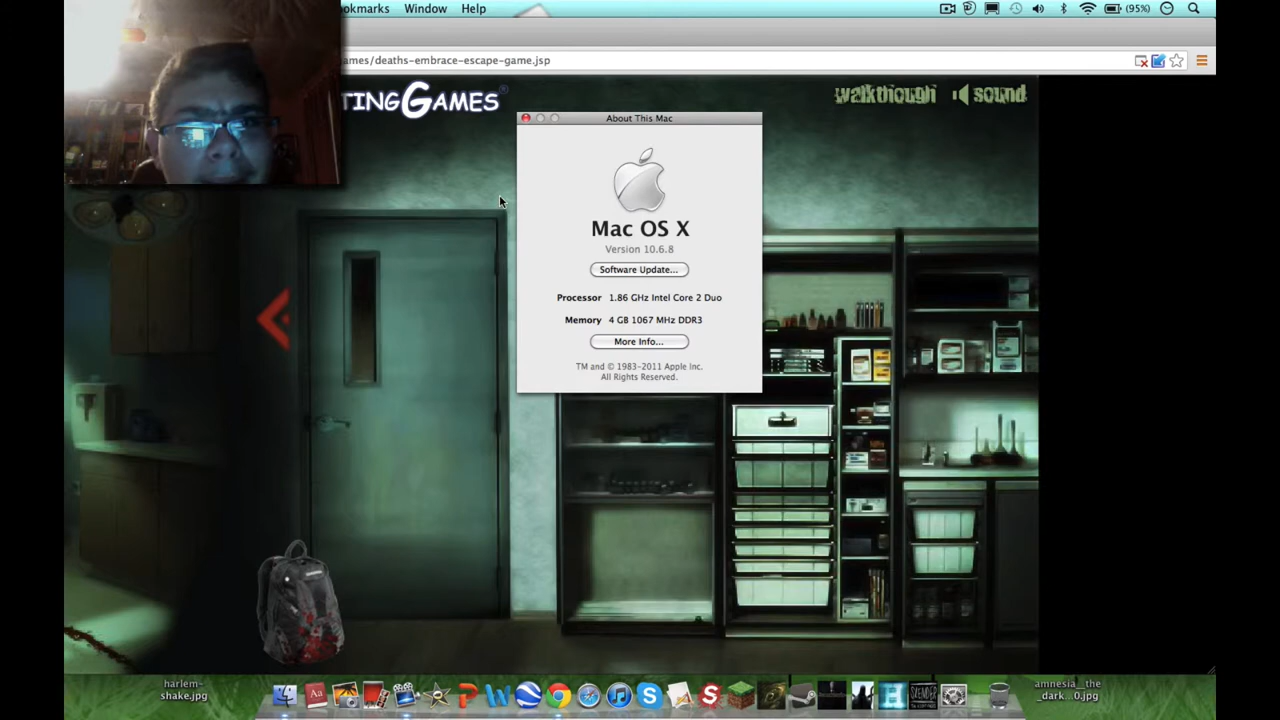 okmarks Window Help (95%)
ames/deaths-embrace-escape-game.jsp
TINGGAMES
walkthough sound
About This Mac
Mac OS X
Version 10.6.8
Software Update...
Processor 1.86 GHz Intel Core 2 Duo
Memory 4 GB 1067 MHz DDR3
More Info...
TM and © 1983-2011 Apple Inc.
All Rights Reserved.
harlem-
shake.jpg
amnesia__the
_dark...0.jpg